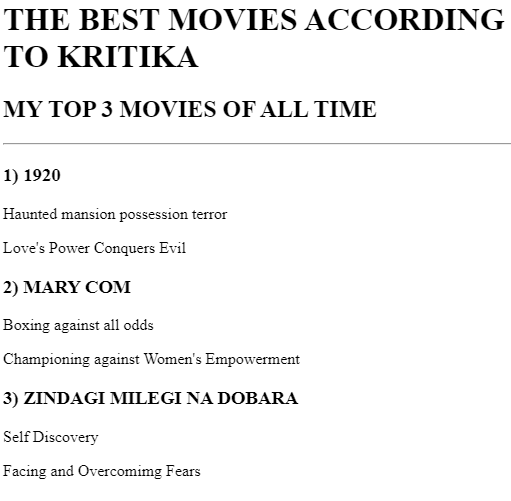 THE BEST MOVIES ACCORDING
TO KRITIKA
MY TOP 3 MOVIES OF ALL TIME
1) 1920
Haunted mansion possession terror
Love's Power Conquers Evil
2) MARY COM
Boxing against all odds
Championing against Women's Empowerment
3) ZINDAGI MILEGI NA DOBARA
Self Discovery
Facing and Overcomimg Fears